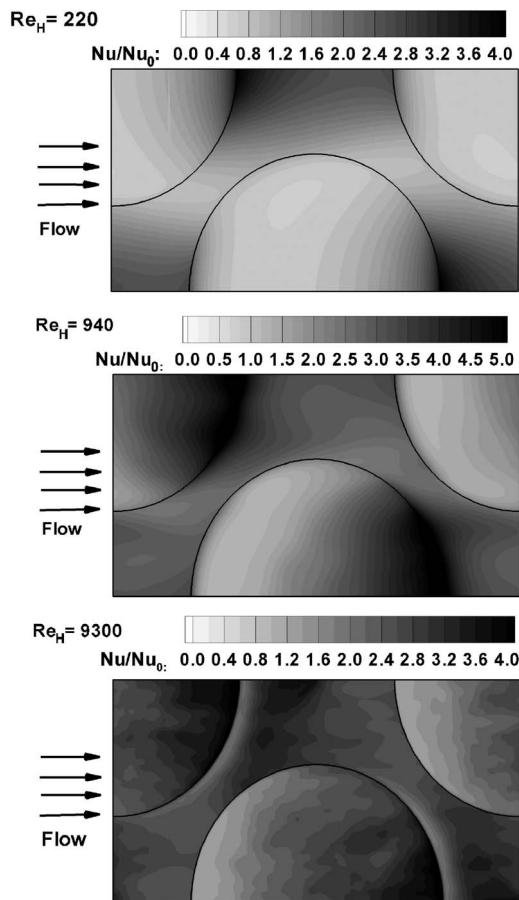 Re_H= 220
Nu/Nu_0: 0.0 0.8 1.2 1.6 2.0 2.4 2.8 3.2 3.6 4.0
Flow
Re_H= 940
Nu/Nu_0: 0.0 0.5 1.0 1.5 2.0 2.5 3.0 3.5 4.0 4.5 5.0
Flow
Re_H= 9300
Nu/Nu_0: 0.0 0.4 0.8 1.2 1.6 2.0 2.4 2.8 3.2 3.6 4.0
Flow